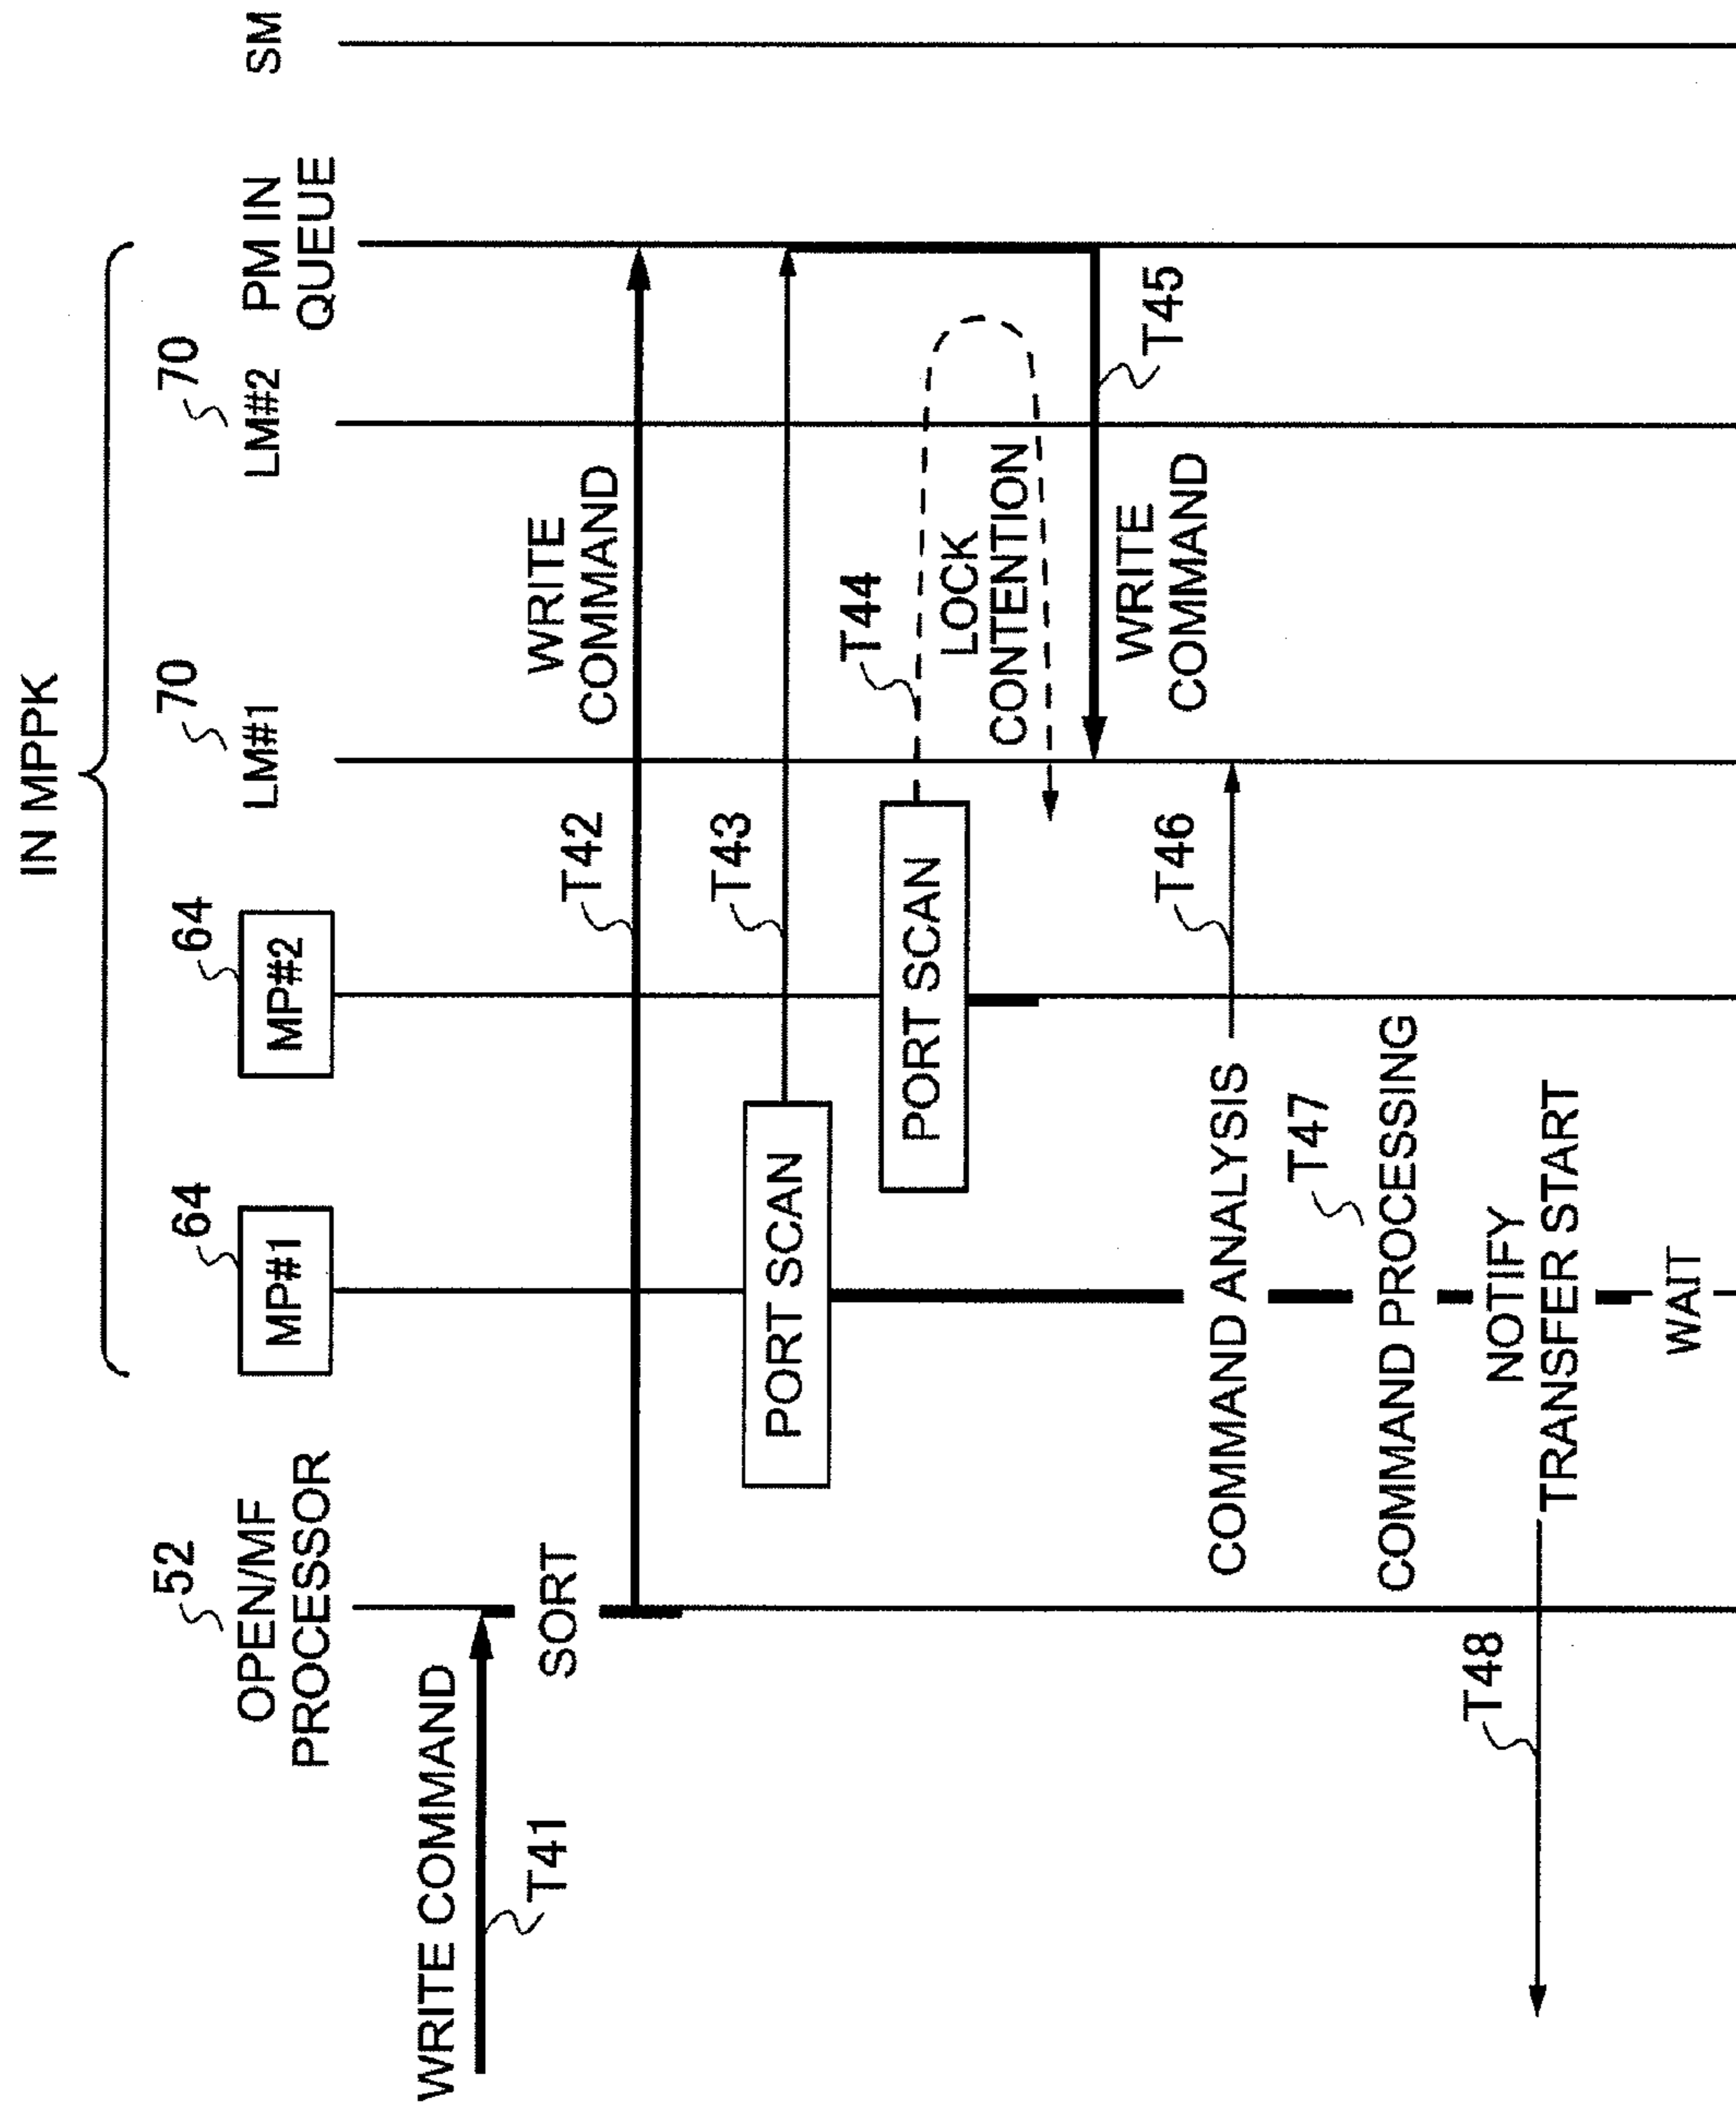 IN MPPK
52
OPEN/MF
PROCESSOR
64
MP#1
64
MP#2
70
LM#1
70
LM#2
PM IN
QUEUE
SM
WRITE COMMAND
T41
SORT
T42
WRITE
COMMAND
PORT SCAN
T43
PORT SCAN
T44
LOCK
CONTENTION
T45
WRITE
COMMAND
COMMAND ANALYSIS
T46
T47
COMMAND PROCESSING
T48
NOTIFY
TRANSFER START
WAIT